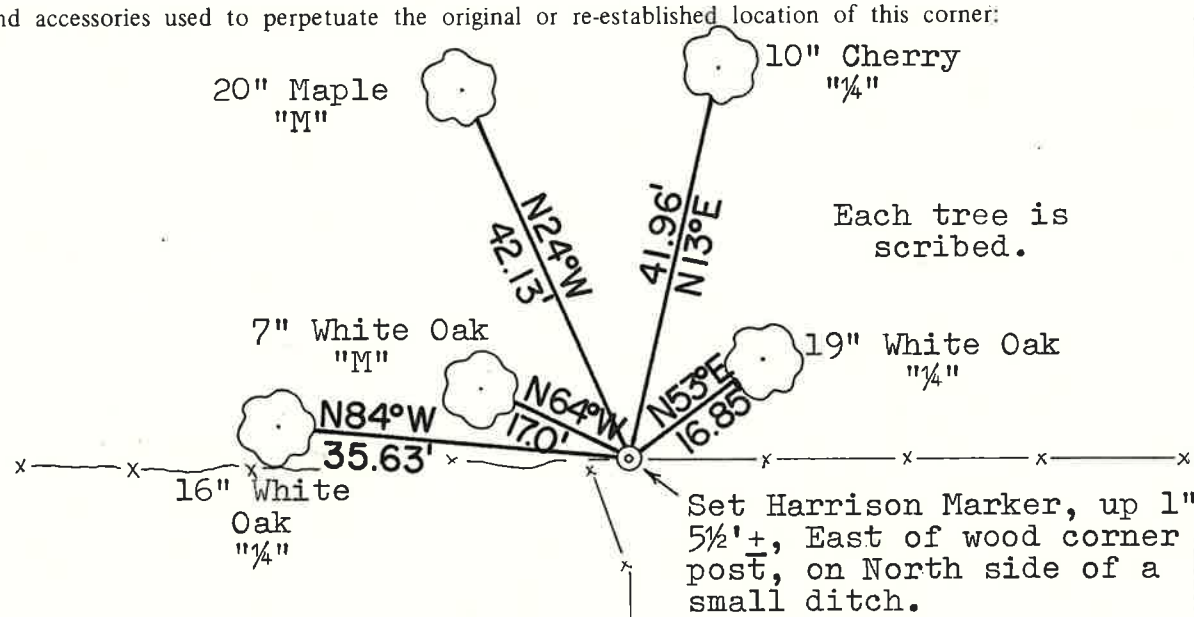 nd accessories used to perpetuate the original or re-established location of this corner:
20" Maple
"M"
10" Cherry
"¼"
N24°W
42.13'
41.96'
N13°E
Each tree is
scribed.
7" White Oak
"M"
19" White Oak
"¼"
N84°W
35.63'
N64°W
17.0'
N53°E
16.85'
16" White
Oak
"¼"
Set Harrison Marker, up 1"
5½'±, East of wood corner
post, on North side of a
small ditch.